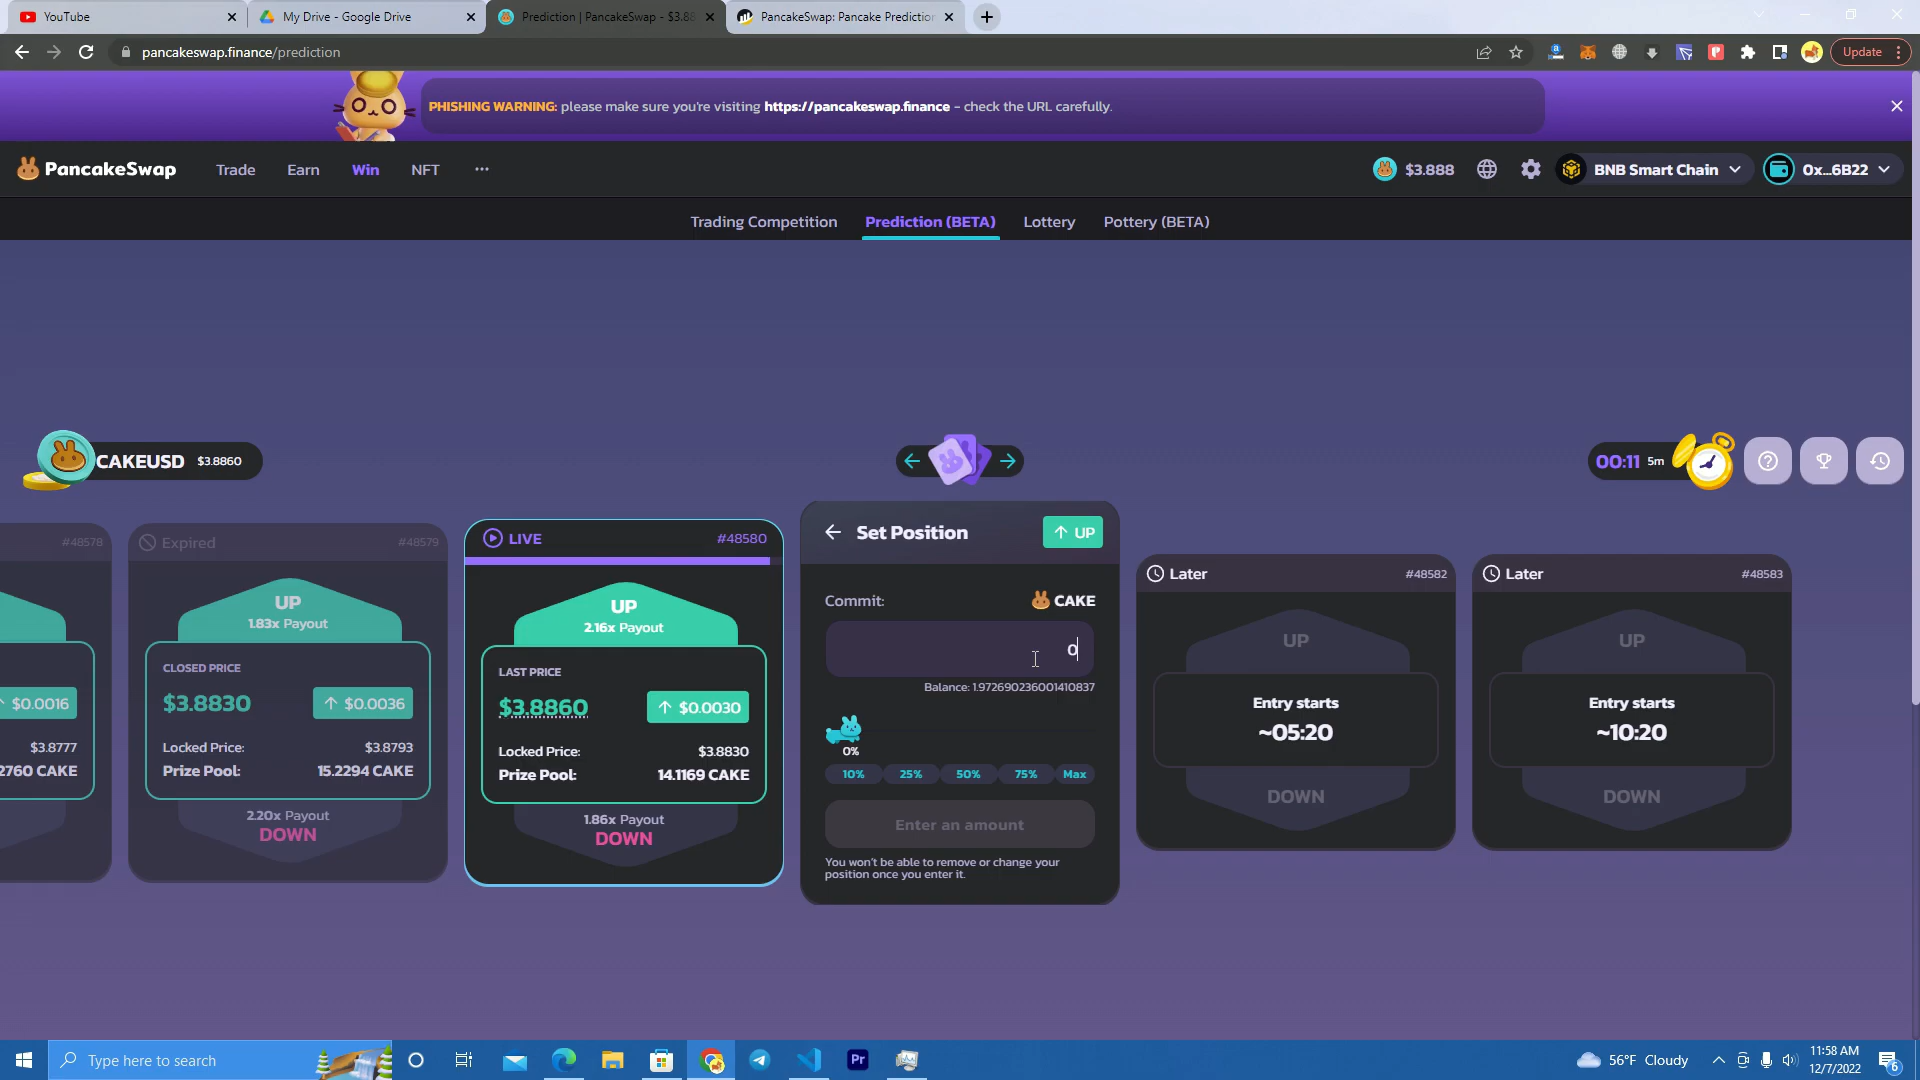 YouTube
My Drive - Google Drive
Prediction | PancakeSwap - $3.88
PancakeSwap: Pancake Prediction
pancakeswap.finance/prediction
Update
PHISHING WARNING: please make sure you're visiting https://pancakeswap.finance - check the URL carefully.
PancakeSwap
Trade
Earn
Win
NFT
$3.888
BNB Smart Chain
0x...6B22
Trading Competition
Prediction (BETA)
Lottery
Pottery (BETA)
CAKEUSD $3.8860
00:11 5m
#48578
$0.0016
$3.8777
2760 CAKE
Expired
#48579
UP
1.83x Payout
CLOSED PRICE
$3.8830
$0.0036
Locked Price: $3.8793
Prize Pool: 15.2294 CAKE
2.20x Payout
DOWN
LIVE
#48580
UP
2.16x Payout
LAST PRICE
$3.8860
$0.0030
Locked Price: $3.8830
Prize Pool: 14.1169 CAKE
1.86x Payout
DOWN
Set Position
UP
Commit:
CAKE
0
Balance: 1.972690236001410837
0%
10% 25% 50% 75% Max
Enter an amount
You won't be able to remove or change your
position once you enter it.
Later
#48582
UP
Entry starts
~05:20
DOWN
Later
#48583
UP
Entry starts
~10:20
DOWN
Type here to search
Pr
56°F Cloudy
11:58 AM
12/7/2022
6